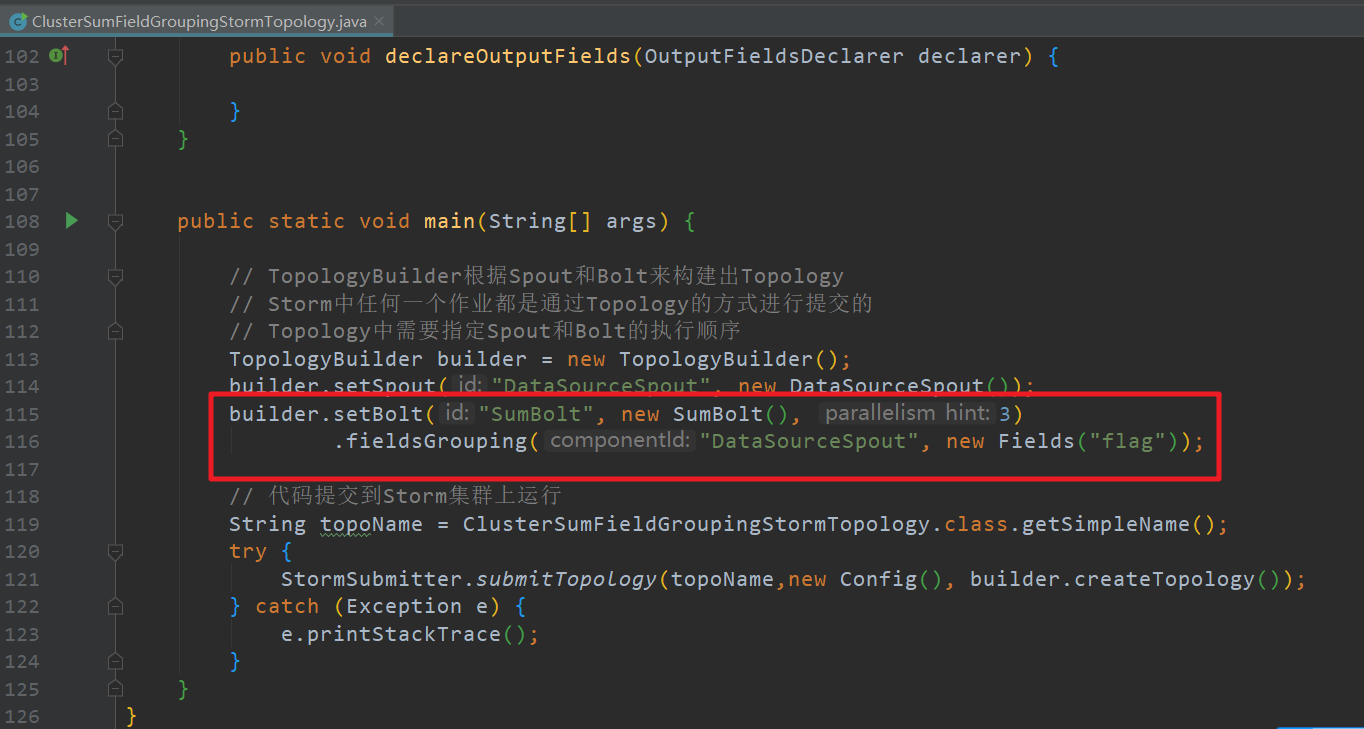 ClusterSumFieldGroupingStormTopology.java
102 public void declareOutputFields(OutputFieldsDeclarer declarer) {
103
104 }
105 }
106
107
108 public static void main(String[] args) {
109
110 // TopologyBuilder根据Spout和Bolt来构建出Topology
111 // Storm中任何一个作业都是通过Topology的方式进行提交的
112 // Topology中需要指定Spout和Bolt的执行顺序
113 TopologyBuilder builder = new TopologyBuilder();
114 builder.setSpout( id: "DataSourceSpout", new DataSourceSpout());
115 builder.setBolt( id: "SumBolt", new SumBolt(), parallelism hint: 3)
116 .fieldsGrouping( componentId: "DataSourceSpout", new Fields("flag"));
117
118 // 代码提交到Storm集群上运行
119 String topoName = ClusterSumFieldGroupingStormTopology.class.getSimpleName();
120 try {
121 StormSubmitter.submitTopology(topoName,new Config(), builder.createTopology());
122 } catch (Exception e) {
123 e.printStackTrace();
124 }
125 }
126 }